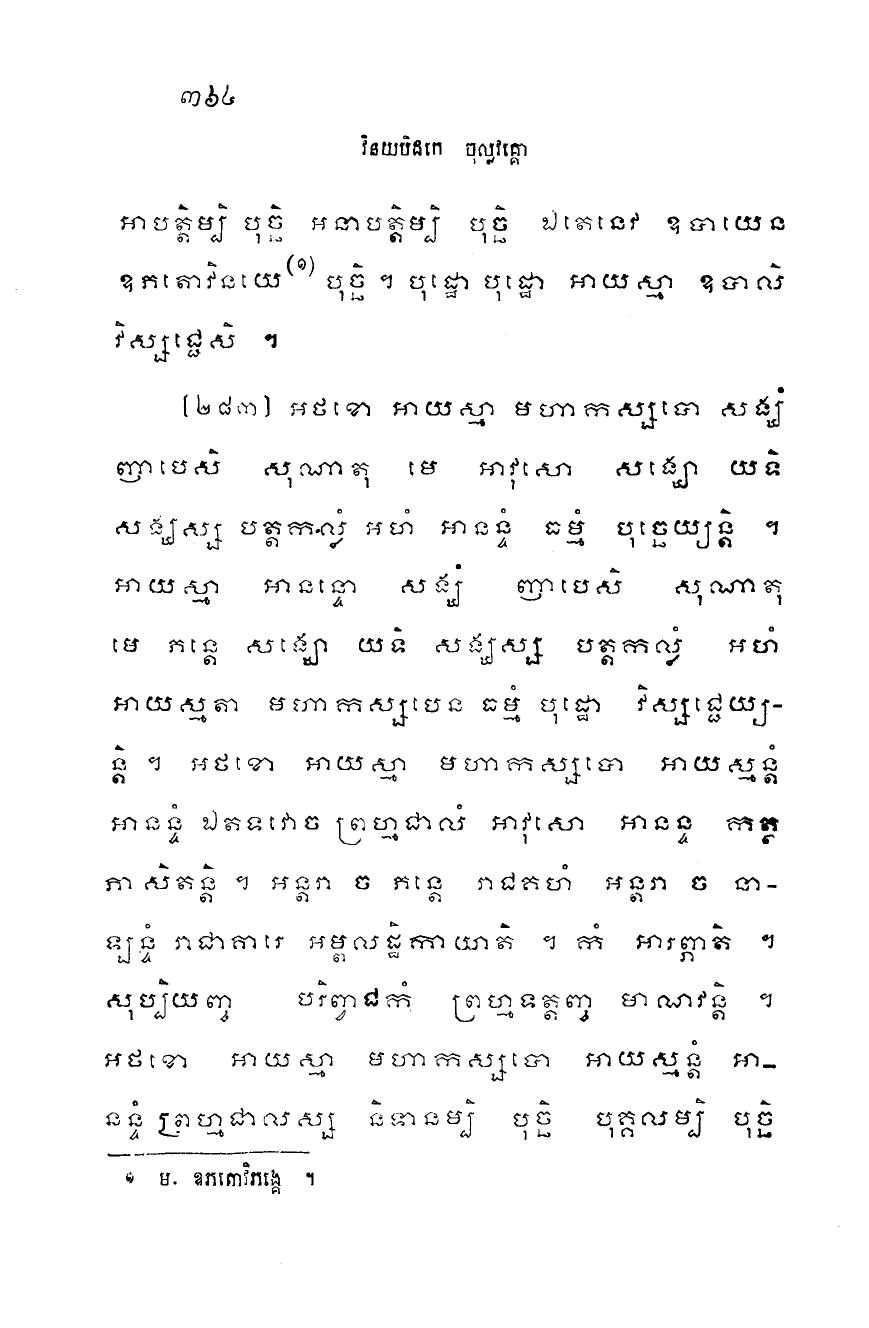 ៣៦៤
វិនយបិដកេ ចុល្លវគ្គោ
អាបត្តិម្បិ បុច្ឆិ អនាបត្តិម្បិ បុច្ឆិ ឯតេនេវ ឧបាយេន
ឧភតោវិនយេ(១) បុច្ឆិ ។ បុដ្ឋោ បុដ្ឋោ អាយស្មា ឧបាលិ
វិស្សជ្ជេសិ ។
[២៨៣] អថខោ អាយស្មា មហាកស្សបោ សង្ឃំ
ញាបេសិ សុណាតុ មេ អាវុសោ សង្ឃោ យទិ
សង្ឃស្ស បត្តកល្លំ អហំ អានន្ទំ ធម្មំ បុច្ឆេយ្យន្តិ ។
អាយស្មា អានន្ទោ សង្ឃំ ញាបេសិ សុណាតុ
មេ ភន្តេ សង្ឃោ យទិ សង្ឃស្ស បត្តកល្លំ អហំ
អាយស្មតា មហាកស្សបេន ធម្មំ បុដ្ឋោ វិស្សជ្ជេយ្យ-
ន្តិ ។ អថខោ អាយស្មា មហាកស្សបោ អាយស្មន្តំ
អានន្ទំ ឯតទវោច ព្រហ្មជាលំ អាវុសោ អានន្ទ កត្ថ
ភាសិតន្តិ ។ អន្តរា ច ភន្តេ រាជគហំ អន្តរា ច នា-
ឡន្ទំ រាជាគារេ អម្ពលដ្ឋិកាយាតិ ។ កំ អារព្ភាតិ ។
សុប្បិយញ្ច បរិព្វាជកំ ព្រហ្មទត្តញ្ច មាណវន្តិ ។
អថខោ អាយស្មា មហាកស្សបោ អាយស្មន្តំ អា-
នន្ទំ ព្រហ្មជាលស្ស និទានម្បិ បុច្ឆិ បុគ្គលម្បិ បុច្ឆិ
១ ម. ឧភតោវិភង្គេ ។